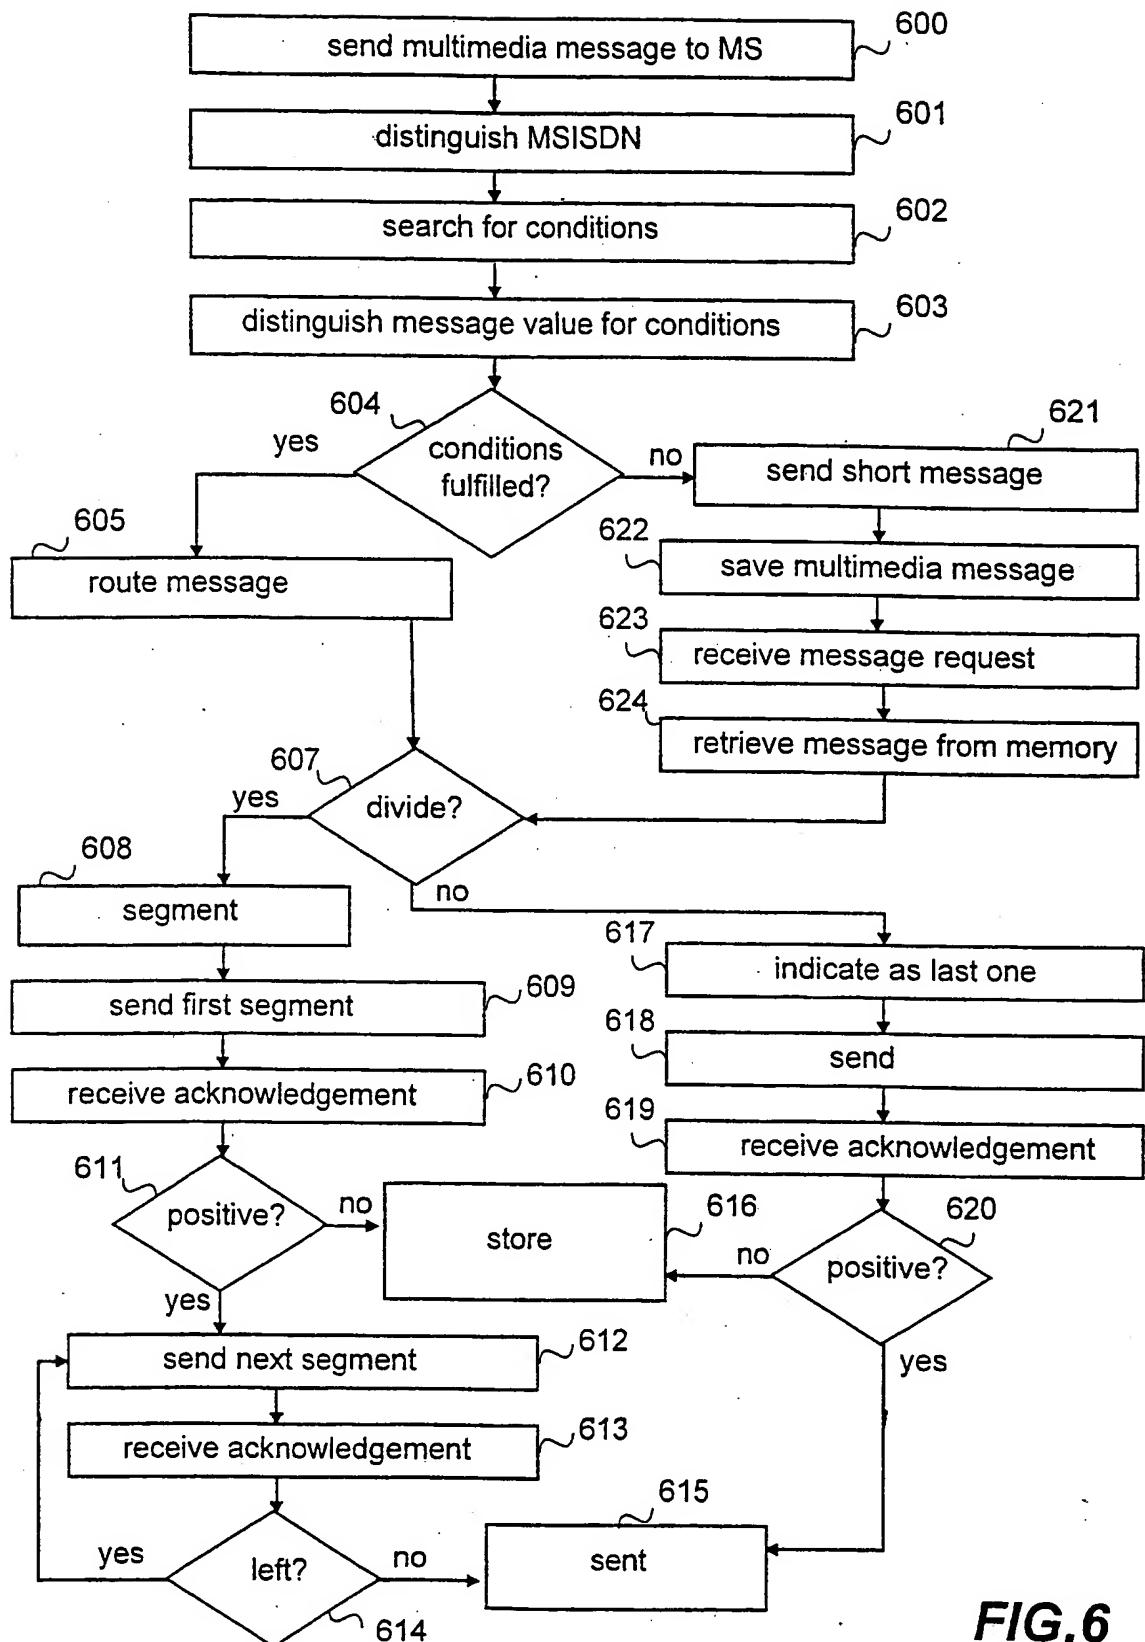 600
send multimedia message to MS
601
distinguish MSISDN
602
search for conditions
603
distinguish message value for conditions
604
yes
conditions
fulfilled?
no
621
send short message
605
route message
622
save multimedia message
623
receive message request
624
retrieve message from memory
607
yes
divide?
no
608
segment
617
indicate as last one
609
send first segment
618
send
610
receive acknowledgement
619
receive acknowledgement
611
positive?
no
store
616
620
no
positive?
yes
yes
612
send next segment
613
receive acknowledgement
615
yes
left?
no
sent
614
FIG.6